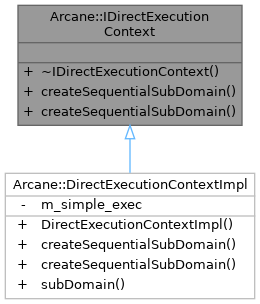 Arcane::IDirectExecution
Context
+ ~IDirectExecutionContext()
+ createSequentialSubDomain()
+ createSequentialSubDomain()
Arcane::DirectExecutionContextImpl
- m_simple_exec
+ DirectExecutionContextImpl()
+ createSequentialSubDomain()
+ createSequentialSubDomain()
+ subDomain()